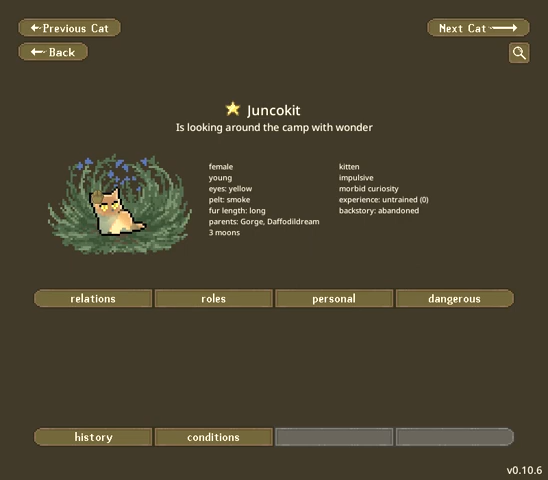 Previous Cat
Next Cat
Back
Juncokit
Is looking around the camp with wonder
female
young
eyes: yellow
pelt: smoke
fur length: long
parents: Gorge, Daffodildream
3 moons
kitten
impulsive
morbid curiosity
experience: untrained (0)
backstory: abandoned
relations
roles
personal
dangerous
history
conditions
v0.10.6